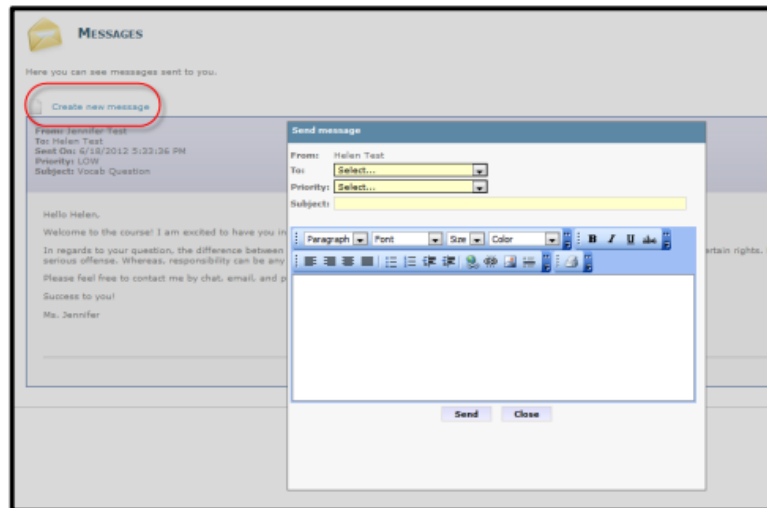 MESSAGES
Here you can see messages sent to you.
Create new message
From: Jennifer Test
To: Helen Test
Sent On: 6/18/2012 5:33:36 PM
Priority: LOW
Subject: Vocab Question
Hello Helen,
Welcome to the course! I am excited to have you in
In regards to your question, the difference between
ertain rights.
serious offense. Whereas, responsibility can be any
Please feel free to contact me by chat, email, and p
Success to you!
Ms. Jennifer
Send message
From: Helen Test
To: Select...
Priority: Select...
Subject:
Paragraph Font Size Color B I U abc
Send Close